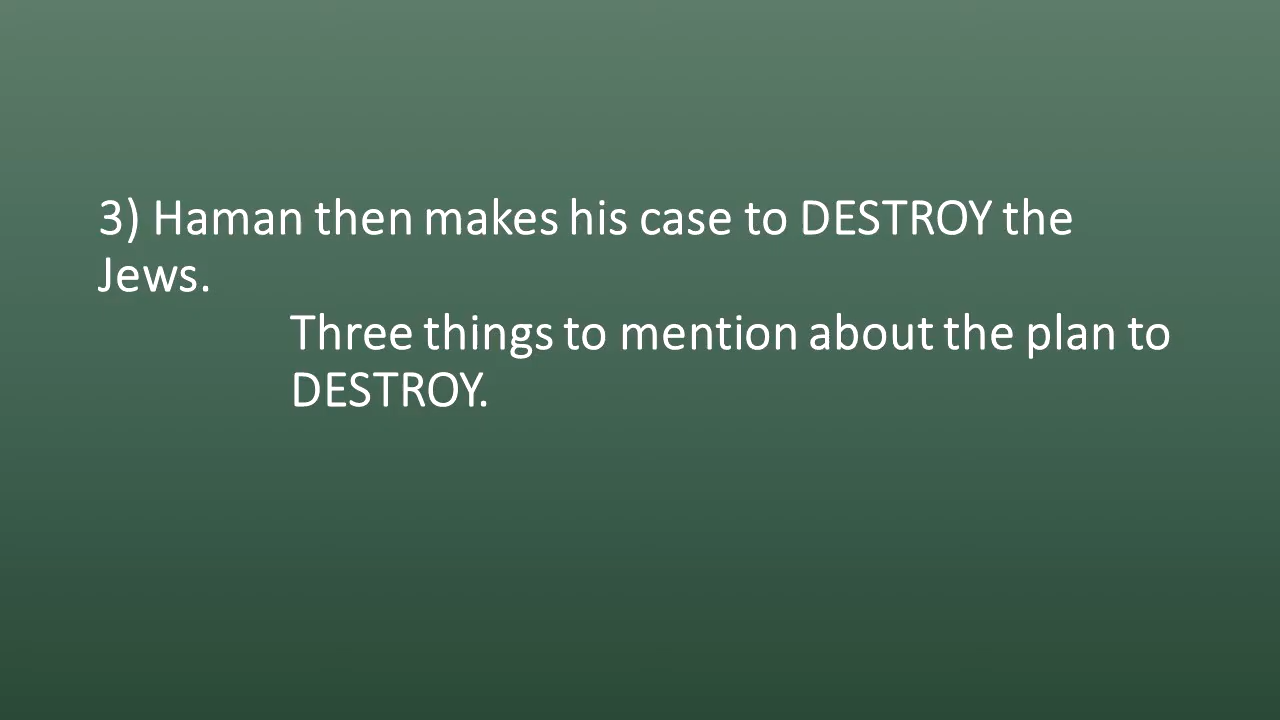 3) Haman then makes his case to DESTROY the
Jews.
Three things to mention about the plan to
DESTROY.